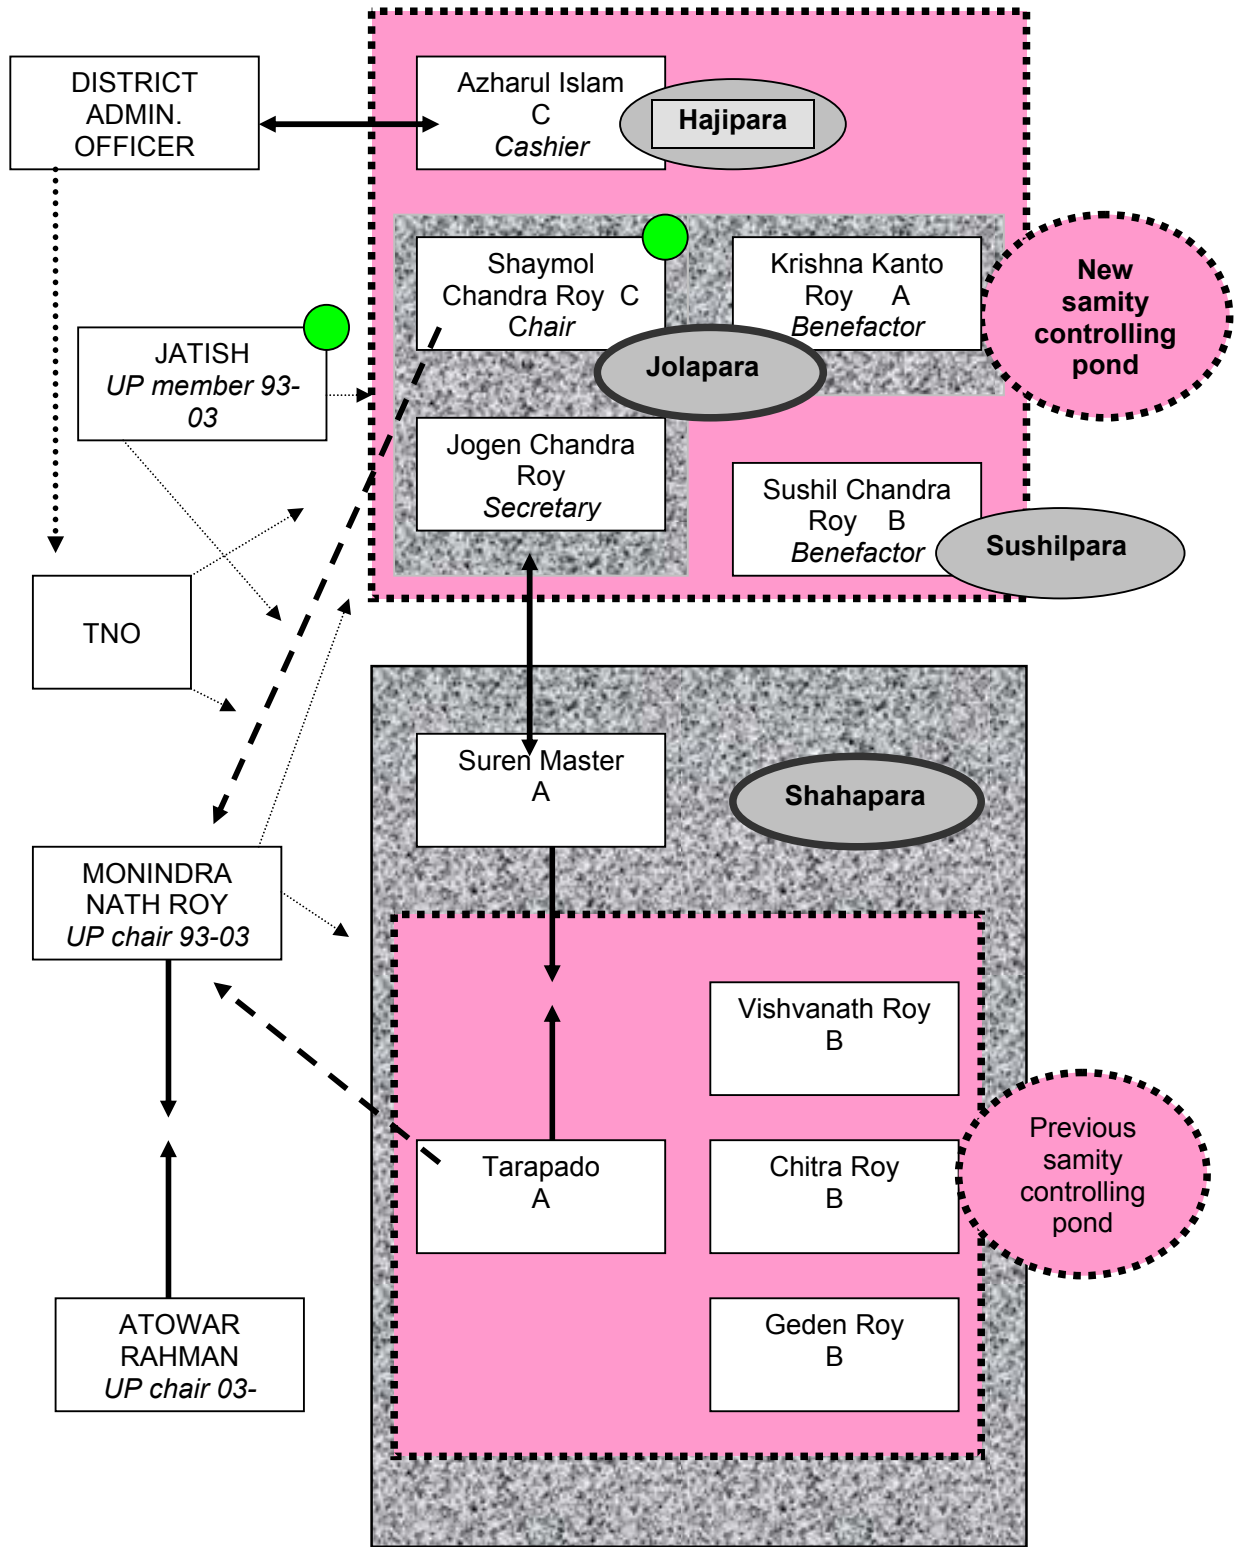 DISTRICT
ADMIN.
OFFICER
Azharul Islam
C
Cashier
Hajipara
Shaymol
Chandra Roy C
Chair
Krishna Kanto
Roy A
Benefactor
New
samity
controlling
pond
JATISH
UP member 93-
03
Jolapara
Jogen Chandra
Roy
Secretary
Sushil Chandra
Roy B
Benefactor
Sushilpara
TNO
Suren Master
A
Shahapara
MONINDRA
NATH ROY
UP chair 93-03
Vishvanath Roy
B
Tarapado
A
Chitra Roy
B
Previous
samity
controlling
pond
ATOWAR
RAHMAN
UP chair 03-
Geden Roy
B